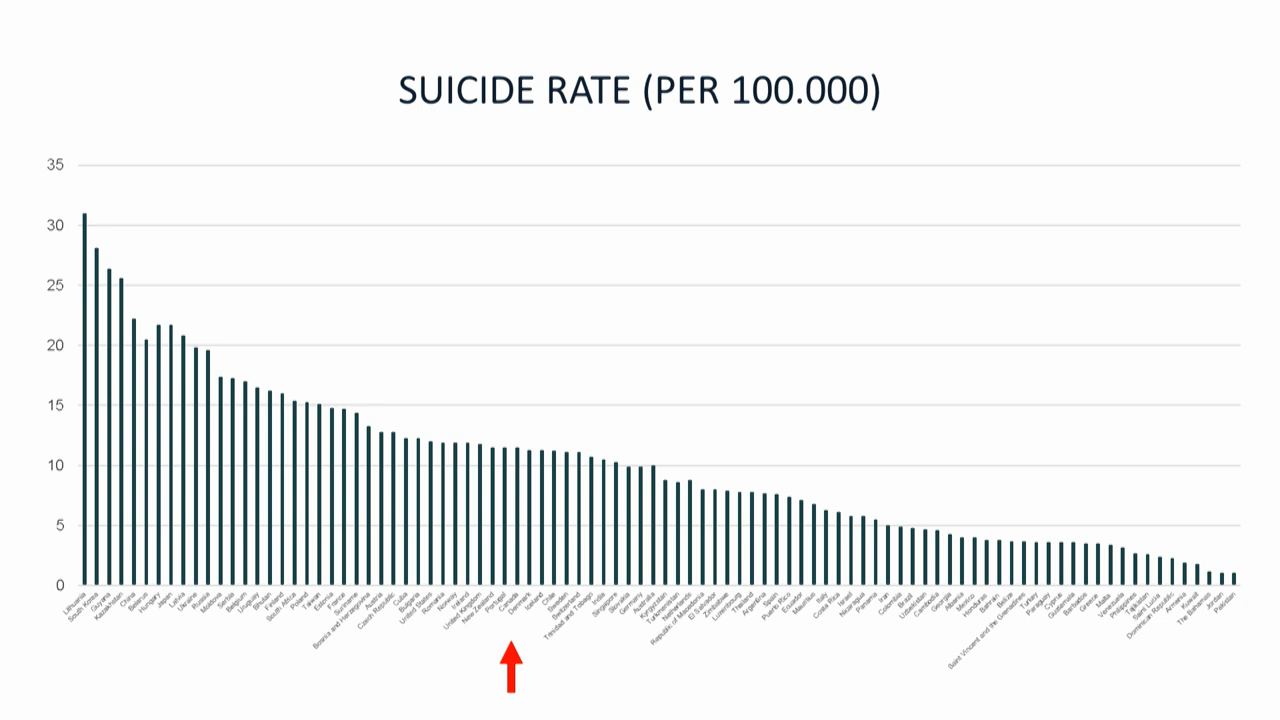 SUICIDE RATE (PER 100.000)
35
30
25
20
15
10
5
0
Lithuania
South Korea
Guyana
Kazakhstan
China
Belarus
Hungary
Japan
Latvia
Ukraine
Russia
Moldova
Serbia
Belgium
Uruguay
Bhutan
Finland
South Africa
Poland
Taiwan
Estonia
France
Suriname
Bosnia and Herzegovina
Austria
Czech Republic
Cuba
Bulgaria
United States
Romania
Norway
Ireland
United Kingdom
New Zealand
Portugal
Canada
Denmark
Iceland
Chile
Sweden
Switzerland
Trinidad and Tobago
India
Singapore
Slovakia
Germany
Australia
Kyrgyzstan
Turkmenistan
Netherlands
Republic of Macedonia
El Salvador
Zimbabwe
Luxembourg
Thailand
Argentina
Spain
Puerto Rico
Ecuador
Mauritius
Costa Rica
Italy
Israel
Nicaragua
Panama
Iran
Colombia
Brazil
Uzbekistan
Cambodia
Georgia
Albania
Mexico
Honduras
Bahrain
Belize
Saint Vincent and the Grenadines
Turkey
Paraguay
Cyprus
Guatemala
Barbados
Greece
Malta
Venezuela
Philippines
Tajikistan
Saint Lucia
Dominican Republic
Armenia
Kuwait
The Bahamas
Jordan
Pakistan